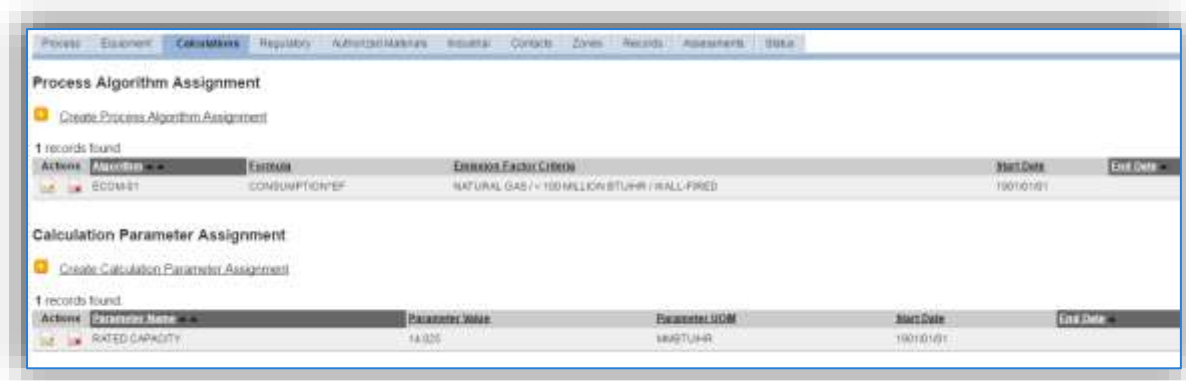 Process Equipment Calculations Regulatory Authorized Materials Industrial Contacts Zones Records Assessments Status
Process Algorithm Assignment
Create Process Algorithm Assignment
1 records found
Actions Algorithm Formula Emission Factor Criteria Start Date End Date
ECOM-01 CONSUMPTION*EF NATURAL GAS / < 100 MILLION BTU/HR / WALL-FIRED 1901/01/01
Calculation Parameter Assignment
Create Calculation Parameter Assignment
1 records found
Actions Parameter Name Parameter Value Parameter UOM Start Date End Date
RATED CAPACITY 14.025 MMBTU/HR 1901/01/01